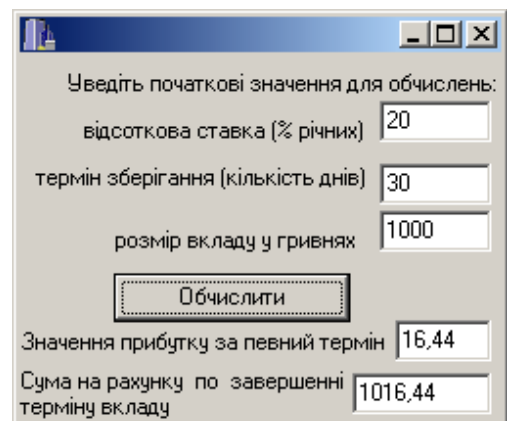 Уведіть початкові значення для обчислень:
відсоткова ставка (% річних) 20
термін зберігання (кількість днів) 30
розмір вкладу у гривнях 1000
Обчислити
Значення прибутку за певний термін 16,44
Сума на рахунку по завершенні
терміну вкладу 1016,44